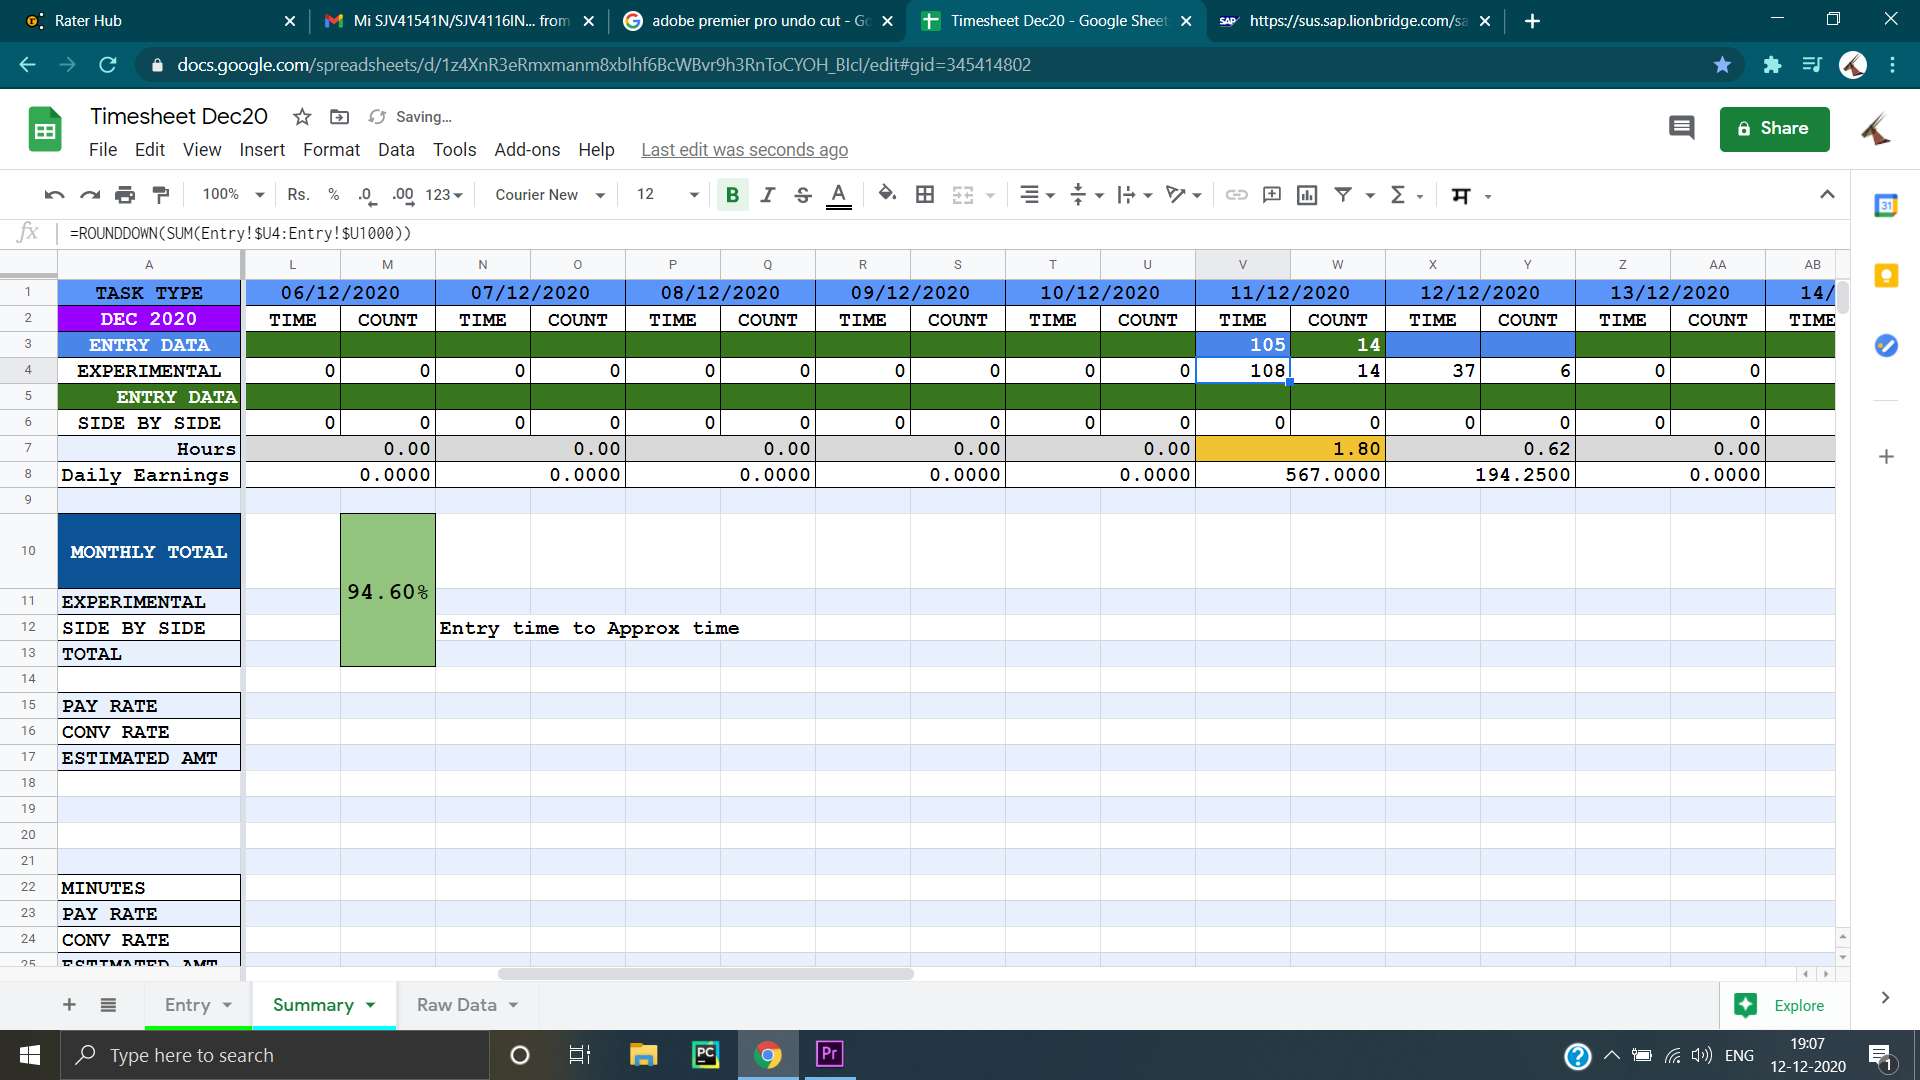 Rater Hub
Mi SJV41541N/SJV4116IN... from
adobe premier pro undo cut - Go
Timesheet Dec20 - Google Sheet
SAP https://sus.sap.lionbridge.com/sa
docs.google.com/spreadsheets/d/1z4XnR3eRmxmanm8xbIhf6BcWBvr9h3RnToCYOH_BIcI/edit#gid=345414802
Timesheet Dec20 Saving...
File Edit View Insert Format Data Tools Add-ons Help Last edit was seconds ago
Share
100% Rs. % .0 .00 123 Courier New 12 B I S A Σ म
fx =ROUNDDOWN(SUM(Entry!$U4:Entry!$U1000))
A L M N O P Q R S T U V W X Y Z AA AB
1 TASK TYPE 06/12/2020 07/12/2020 08/12/2020 09/12/2020 10/12/2020 11/12/2020 12/12/2020 13/12/2020 14/
2 DEC 2020 TIME COUNT TIME COUNT TIME COUNT TIME COUNT TIME COUNT TIME COUNT TIME COUNT TIME COUNT TIME
3 ENTRY DATA 105 14
4 EXPERIMENTAL 0 0 0 0 0 0 0 0 0 0 108 14 37 6 0 0
5 ENTRY DATA
6 SIDE BY SIDE 0 0 0 0 0 0 0 0 0 0 0 0 0 0 0 0
7 Hours 0.00 0.00 0.00 0.00 0.00 1.80 0.62 0.00
8 Daily Earnings 0.0000 0.0000 0.0000 0.0000 0.0000 567.0000 194.2500 0.0000
9
10 MONTHLY TOTAL
94.60%
11 EXPERIMENTAL
12 SIDE BY SIDE Entry time to Approx time
13 TOTAL
14
15 PAY RATE
16 CONV RATE
17 ESTIMATED AMT
18
19
20
21
22 MINUTES
23 PAY RATE
24 CONV RATE
25 ESTIMATED AMT
Entry Summary Raw Data Explore
31
Type here to search
PC
Pr
ENG
19:07
12-12-2020
1